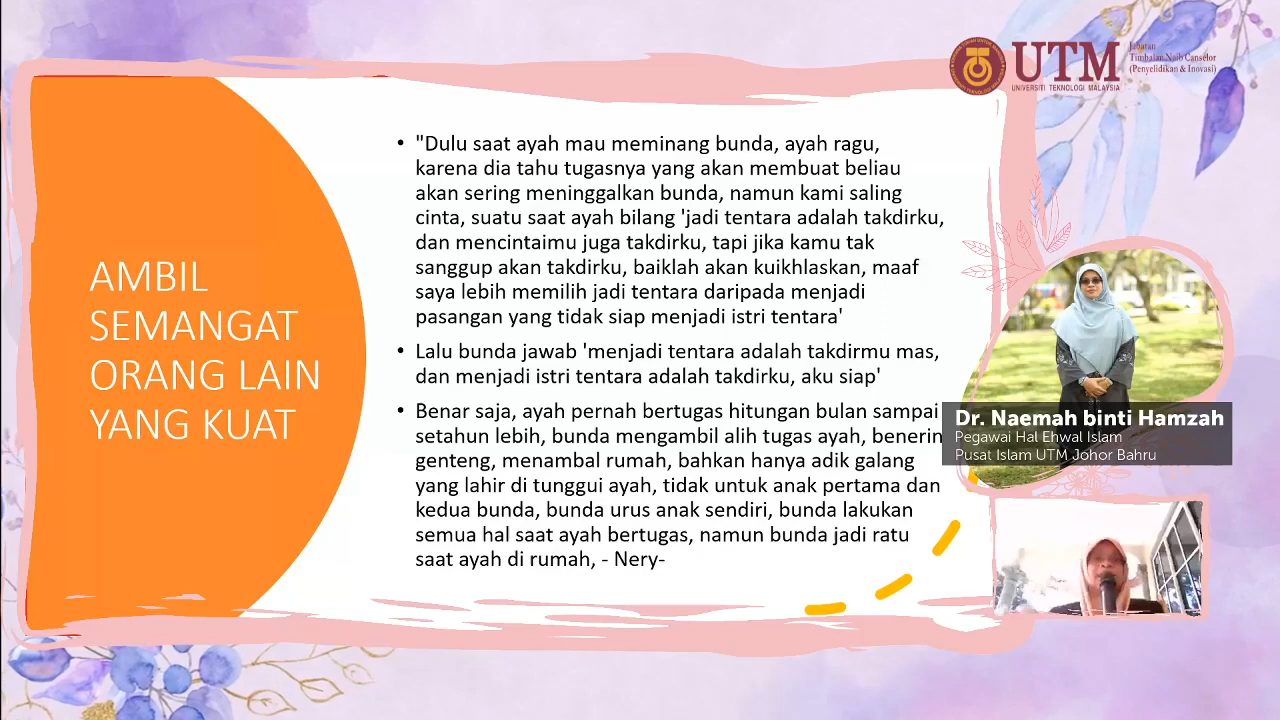 UTM
UNIVERSITI TEKNOLOGI MALAYSIA
Jabatan
Timbalan Naib Canselor
(Penyelidikan & Inovasi)
AMBIL
SEMANGAT
ORANG LAIN
YANG KUAT
• "Dulu saat ayah mau meminang bunda, ayah ragu,
karena dia tahu tugasnya yang akan membuat beliau
akan sering meninggalkan bunda, namun kami saling
cinta, suatu saat ayah bilang 'jadi tentara adalah takdirku,
dan mencintaimu juga takdirku, tapi jika kamu tak
sanggup akan takdirku, baiklah akan kuikhlaskan, maaf
saya lebih memilih jadi tentara daripada menjadi
pasangan yang tidak siap menjadi istri tentara'
• Lalu bunda jawab 'menjadi tentara adalah takdirmu mas,
dan menjadi istri tentara adalah takdirku, aku siap'
• Benar saja, ayah pernah bertugas hitungan bulan sampai
setahun lebih, bunda mengambil alih tugas ayah, benerin
genteng, menambal rumah, bahkan hanya adik galang
yang lahir di tunggui ayah, tidak untuk anak pertama dan
kedua bunda, bunda urus anak sendiri, bunda lakukan
semua hal saat ayah bertugas, namun bunda jadi ratu
saat ayah di rumah, - Nery-
Dr. Naemah binti Hamzah
Pegawai Hal Ehwal Islam
Pusat Islam UTM Johor Bahru